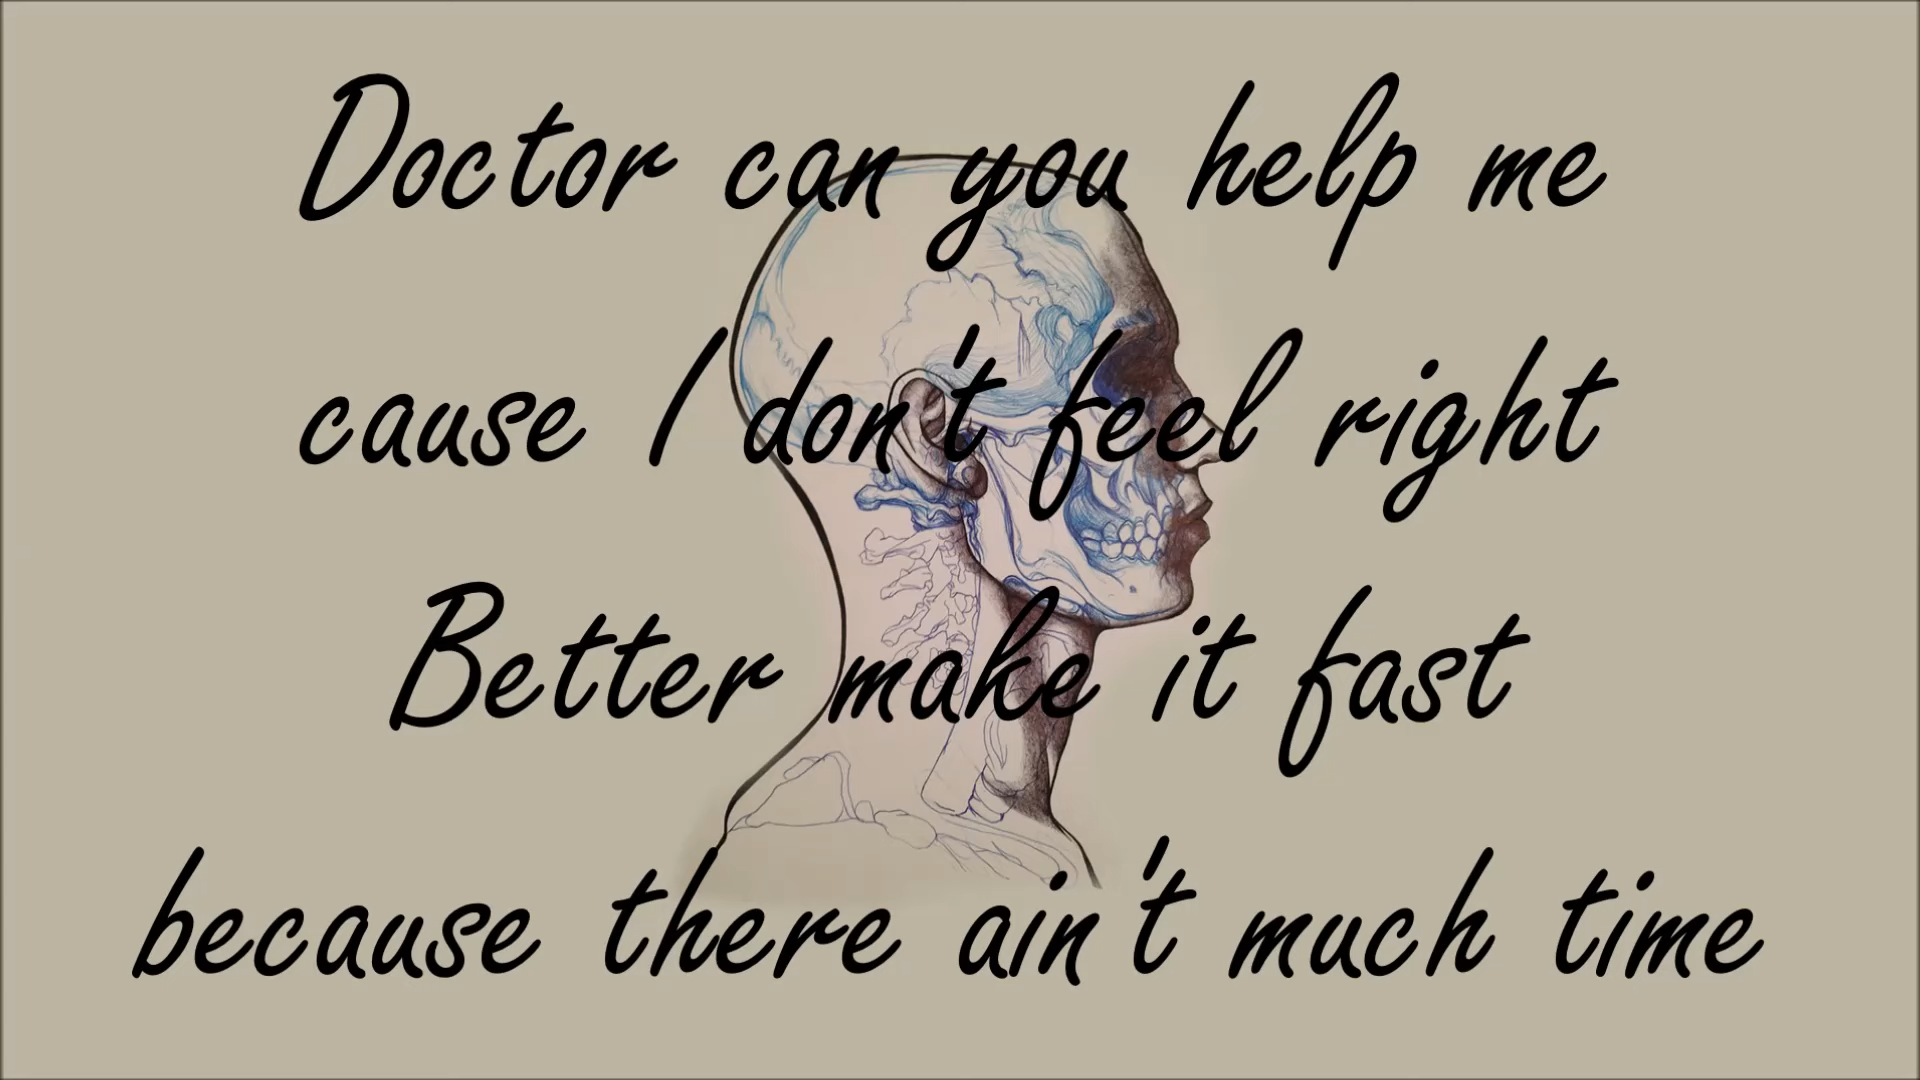 Doctor can you help me
cause I don't feel right
Better make it fast
because there ain't much time